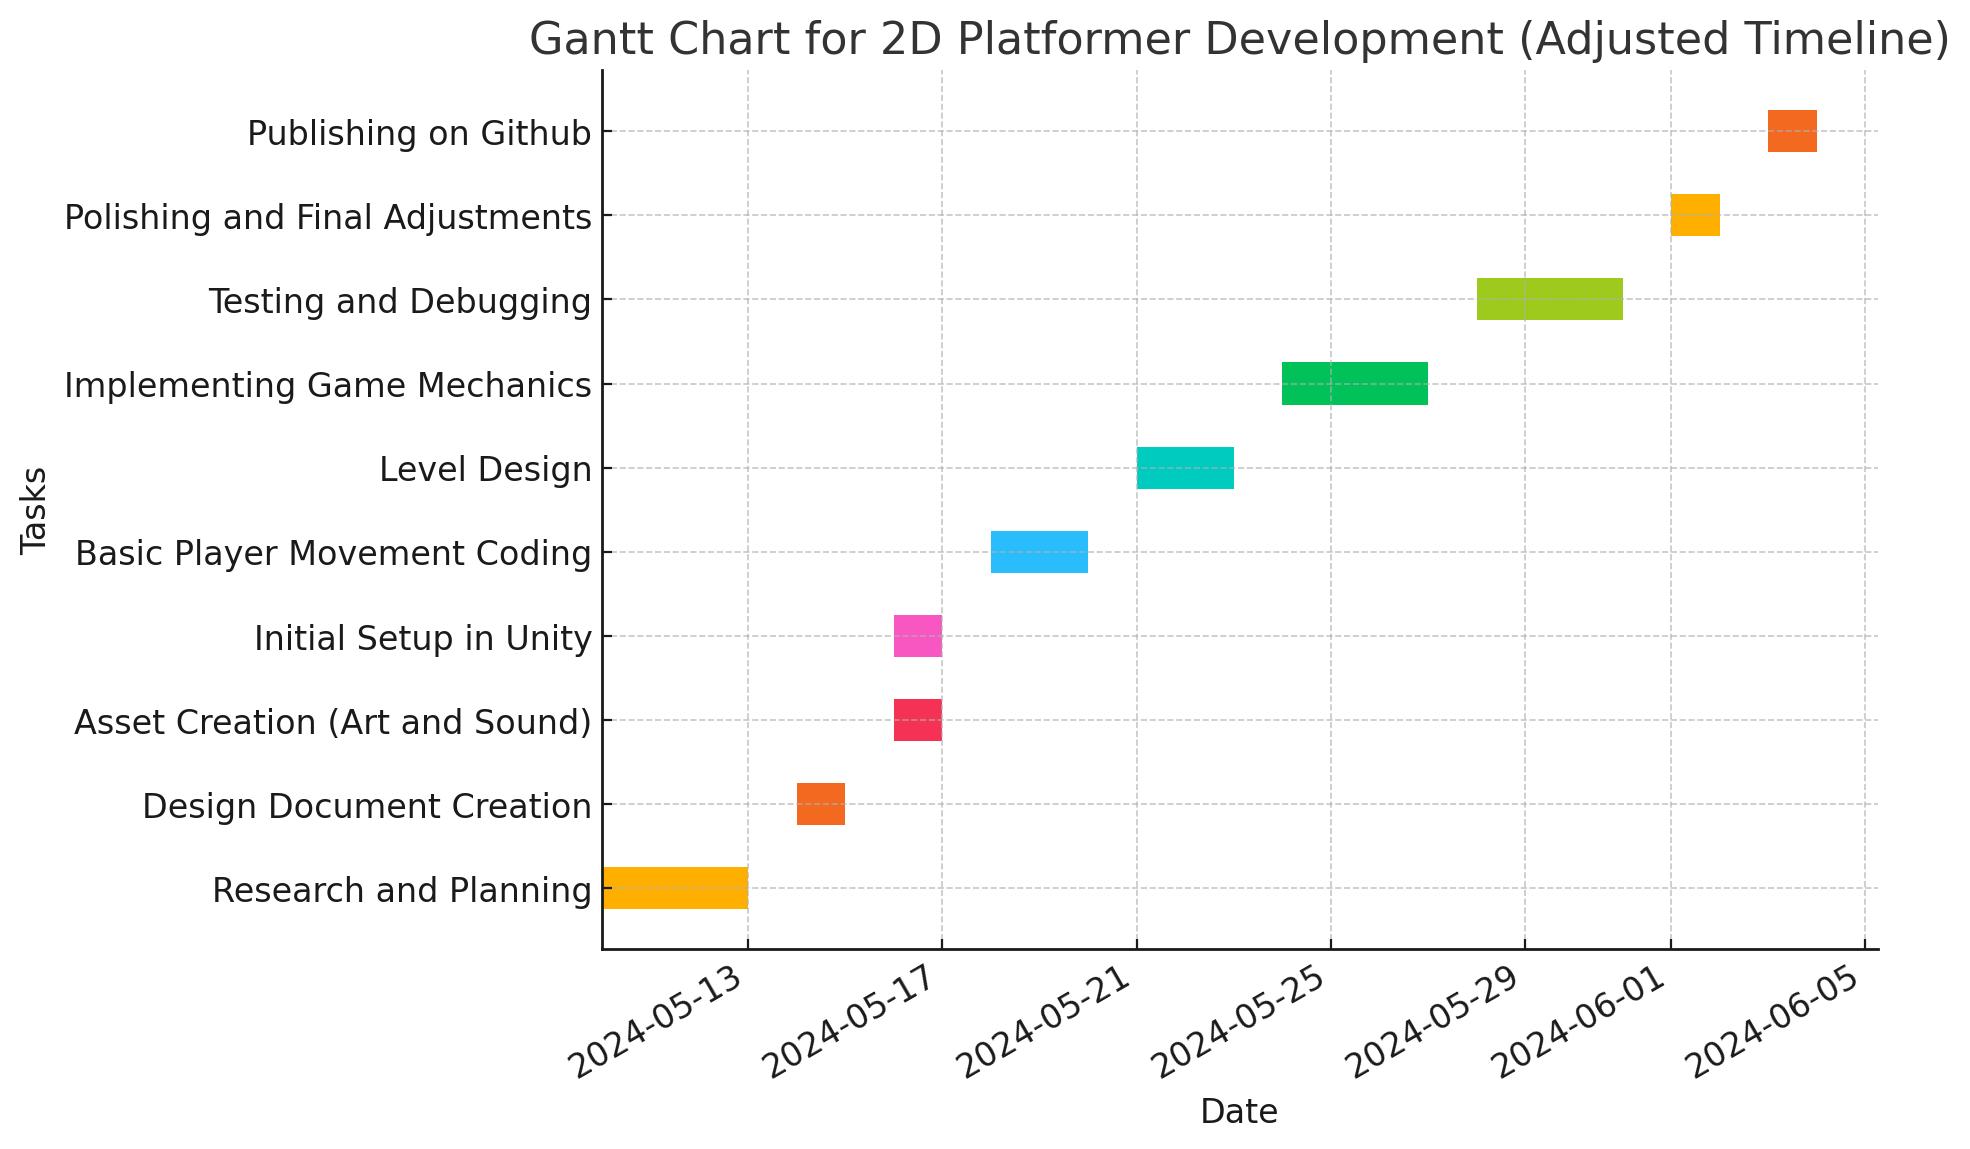 Gantt Chart for 2D Platformer Development (Adjusted Timeline)
Publishing on Github
Polishing and Final Adjustments
Testing and Debugging
Implementing Game Mechanics
Level Design
Basic Player Movement Coding
Initial Setup in Unity
Asset Creation (Art and Sound)
Design Document Creation
Research and Planning
Tasks
2024-05-13
2024-05-17
2024-05-21
2024-05-25
2024-05-29
2024-06-01
2024-06-05
Date